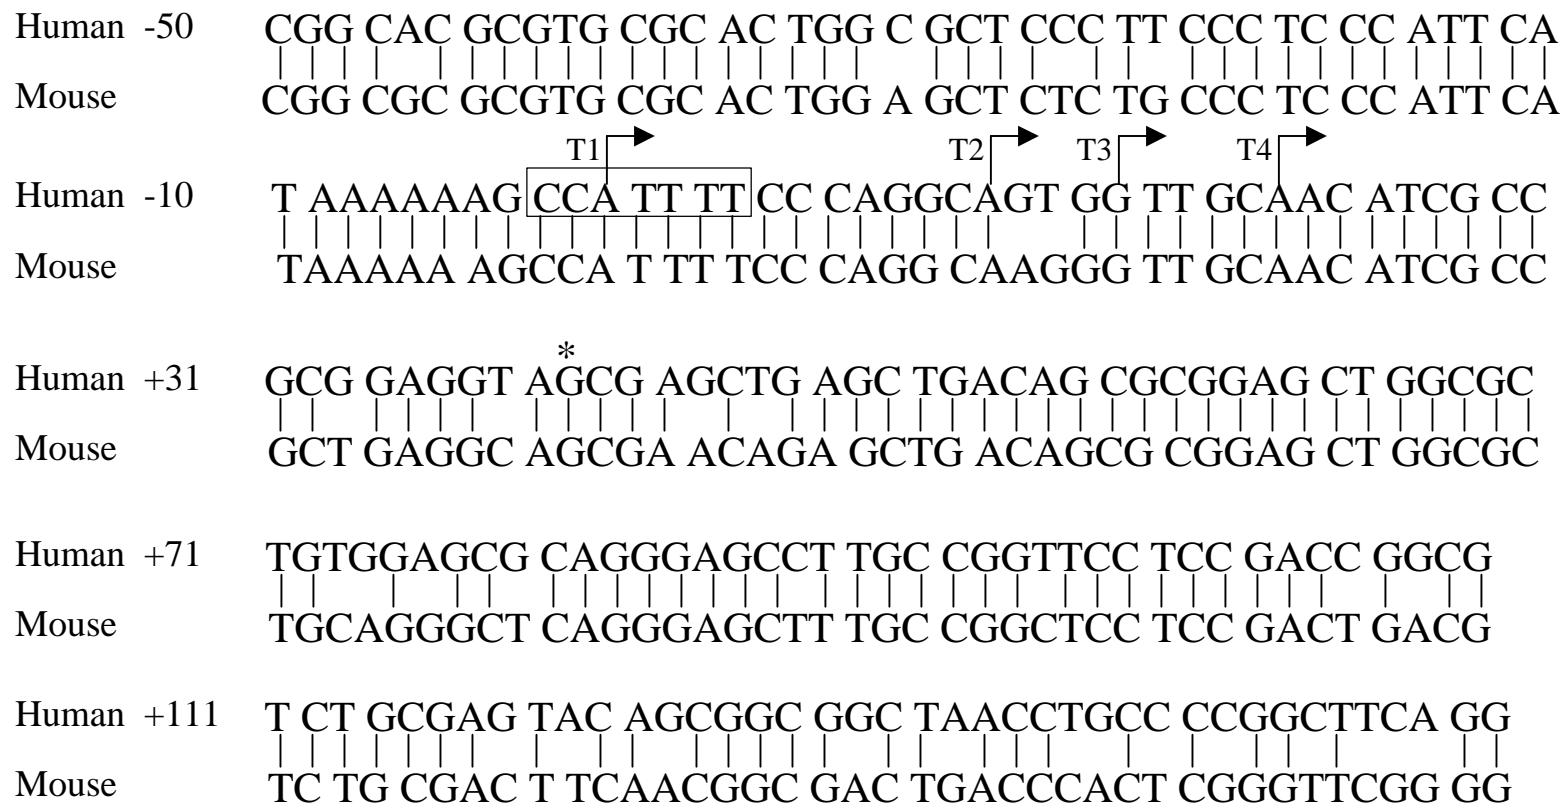 Human -50 CGG CAC GCGTG CGC AC TGG C GCT CCC TT CCC TC CC ATT CA
Mouse CGG CGC GCGTG CGC AC TGG A GCT CTC TG CCC TC CC ATT CA
T1 T2 T3 T4
Human -10 T AAAAAAG CCA TT TT CC CAGGCAGT GG TT GCAAC ATCG CC
Mouse TAAAAA AGCCA T TT TCC CAGG CAAGGG TT GCAAC ATCG CC
*
Human +31 GCG GAGGT AGCG AGCTG AGC TGACAG CGCGGAG CT GGCGC
Mouse GCT GAGGC AGCGA ACAGA GCTG ACAGCG CGGAG CT GGCGC
Human +71 TGTGGAGCG CAGGGAGCCT TGC CGGTTCC TCC GACC GGCG
Mouse TGCAGGGCT CAGGGAGCTT TGC CGGCTCC TCC GACT GACG
Human +111 T CT GCGAG TAC AGCGGC GGC TAACCTGCC CCGGCTTCA GG
Mouse TC TG CGAC T TCAACGGC GAC TGACCCACT CGGGTTCGG GG